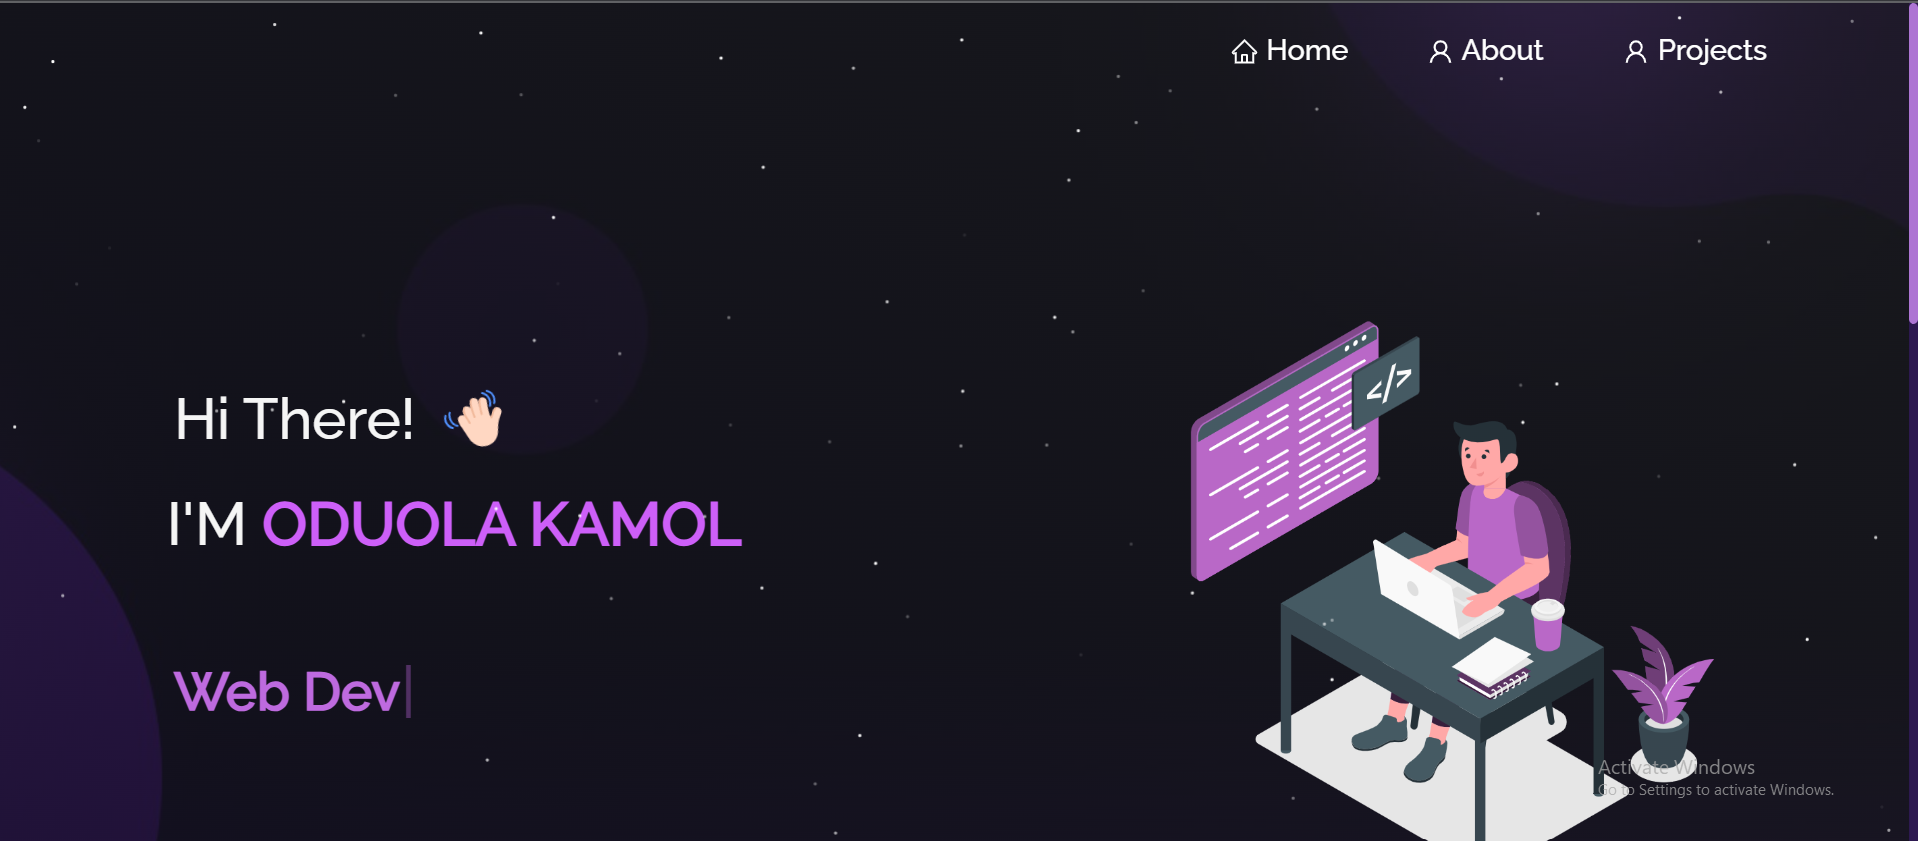 Home About Projects
Hi There!
I'M ODUOLA KAMOL
Web Dev
</>
Activate Windows
Go to Settings to activate Windows.